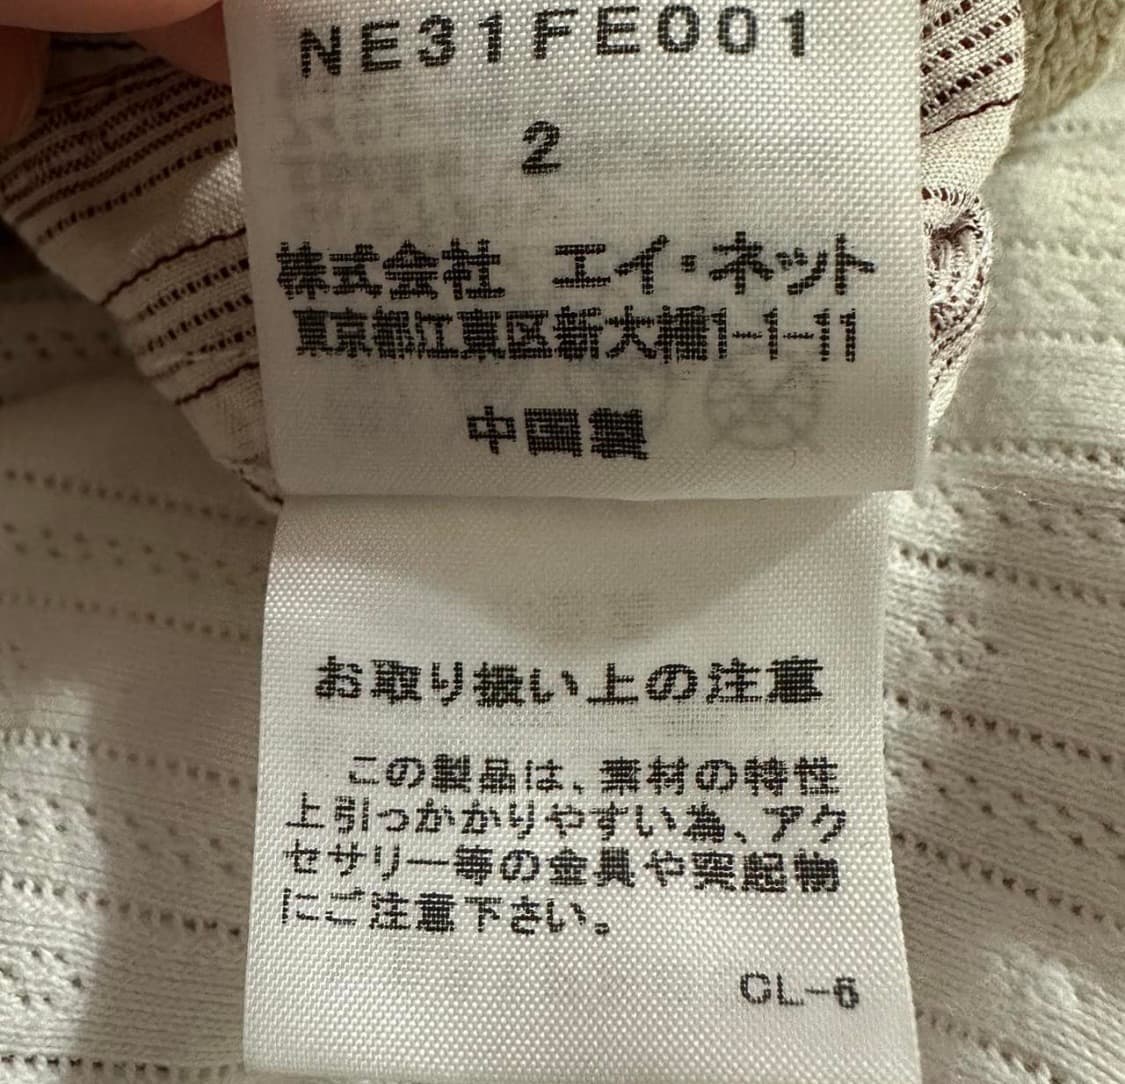 NE31FE001
2
株式会社 エイ・ネット
東京都江東区新大橋1-1-11
中国製
お取り扱い上の注意
この製品は、素材の特性
上引っかかりやすい為、アク
セサリー等の金具や突起物
にご注意下さい。
CL-6